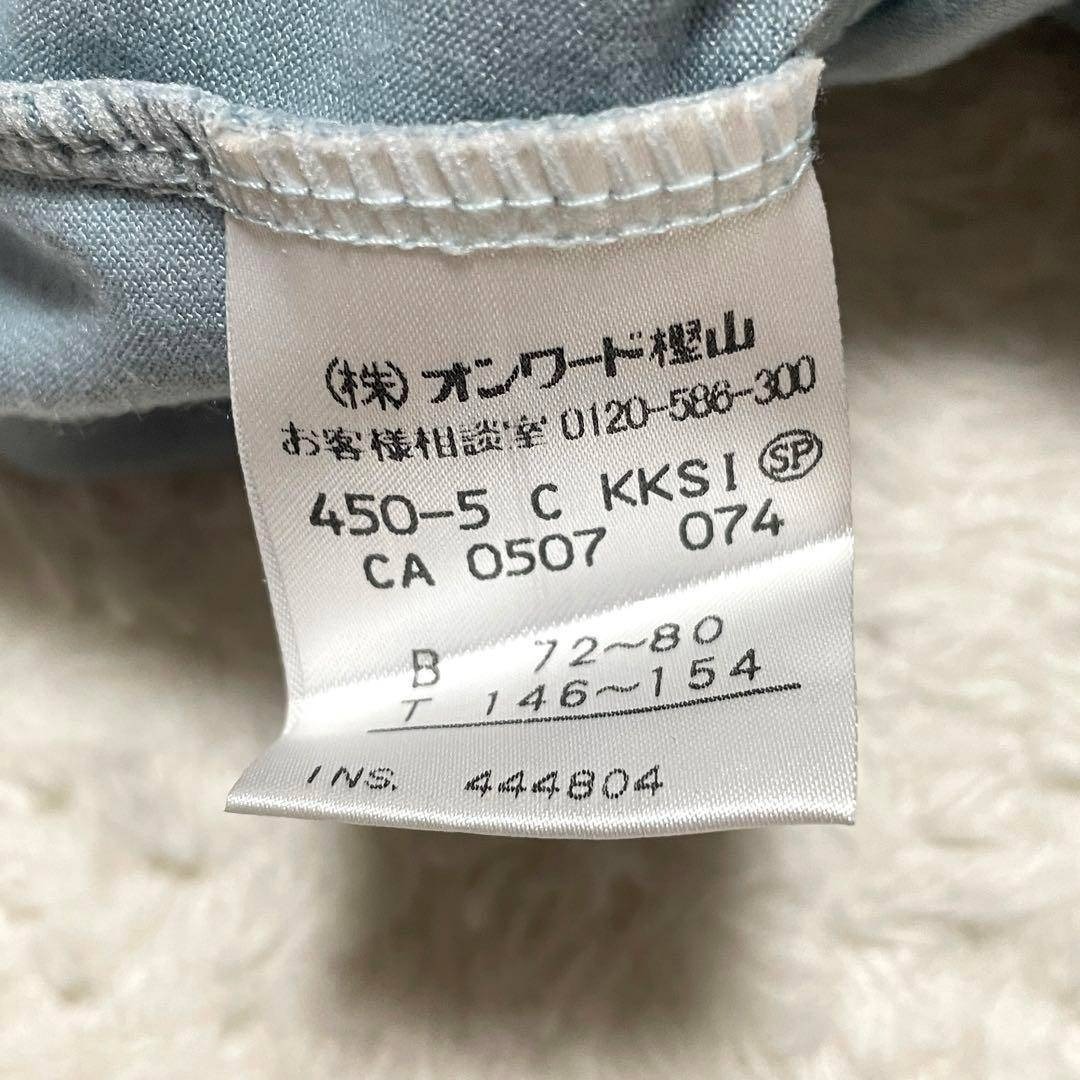 (株)オンワード樫山
お客様相談室 0120-586-300
450-5 C KKSI SP
CA 0507 074
B 72~80
T 146~154
INS. 444804